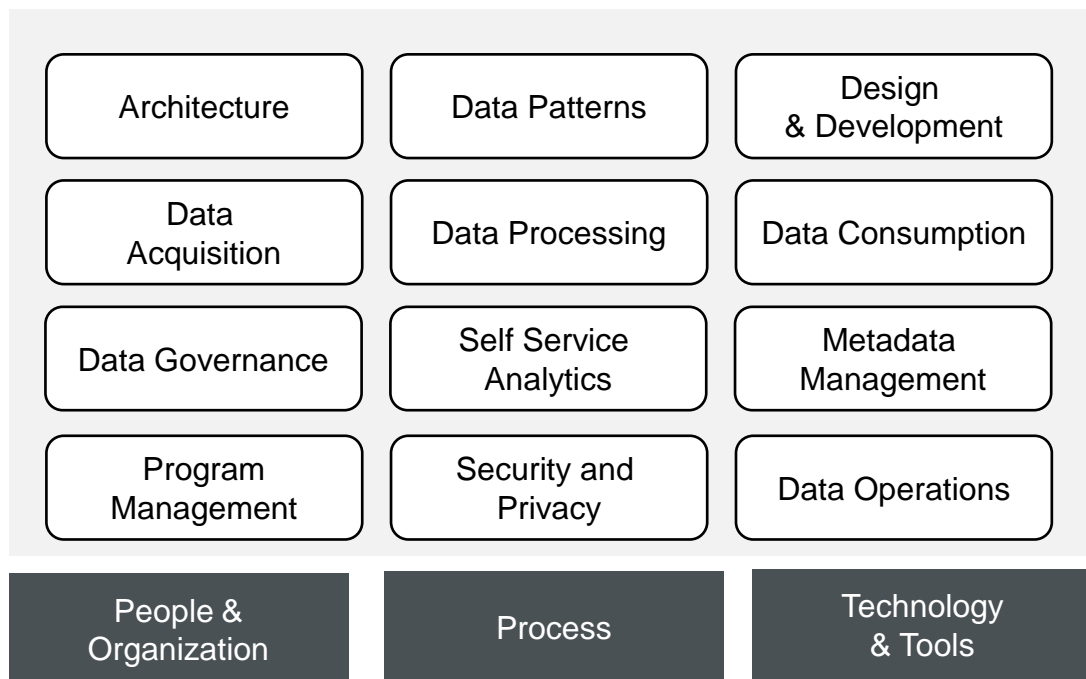 Architecture
Data Patterns
Design
& Development
Data
Acquisition
Data Processing
Data Consumption
Data Governance
Self Service
Analytics
Metadata
Management
Program
Management
Security and
Privacy
Data Operations
People &
Organization
Process
Technology
& Tools